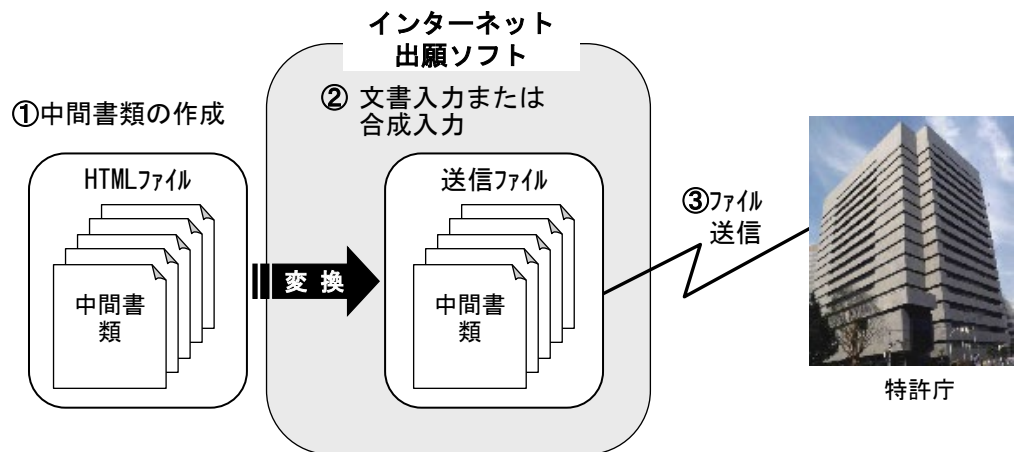 インターネット
出願ソフト
①中間書類の作成
② 文書入力または
合成入力
HTMLファイル
送信ファイル
③ファイル
送信
変 換
中間書
類
中間書
類
特許庁